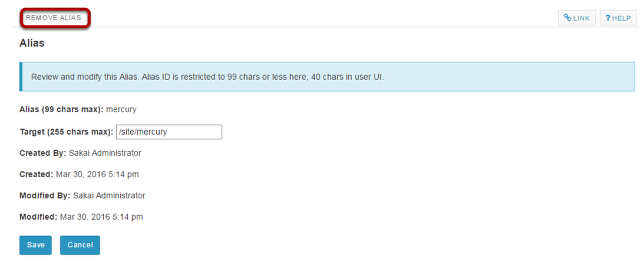 REMOVE ALIAS
LINK
? HELP
Alias
Review and modify this Alias. Alias ID is restricted to 99 chars or less here, 40 chars in user UI.
Alias (99 chars max): mercury
Target (255 chars max): /site/mercury
Created By: Sakai Administrator
Created: Mar 30, 2016 5:14 pm
Modified By: Sakai Administrator
Modified: Mar 30, 2016 5:14 pm
Save Cancel